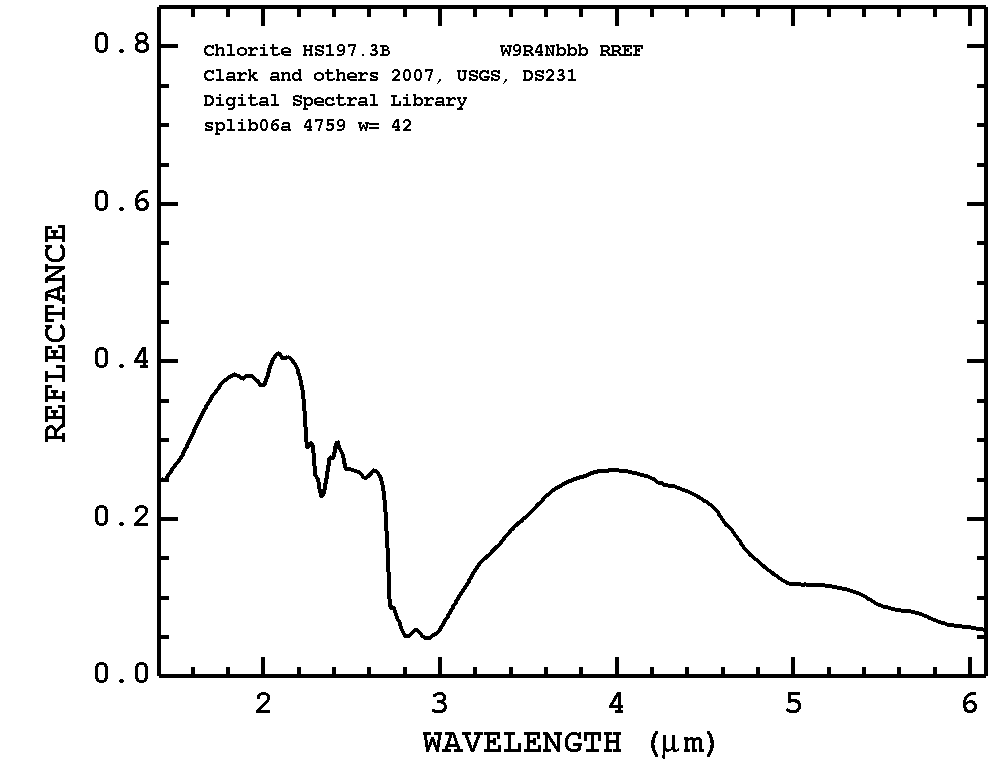 Chlorite HS197.3B W9R4Nbbb RREF
Clark and others 2007, USGS, DS231
Digital Spectral Library
splib06a 4759 w= 42
0.8
0.6
0.4
0.2
0.0
REFLECTANCE
2 3 4 5 6
WAVELENGTH (μm)